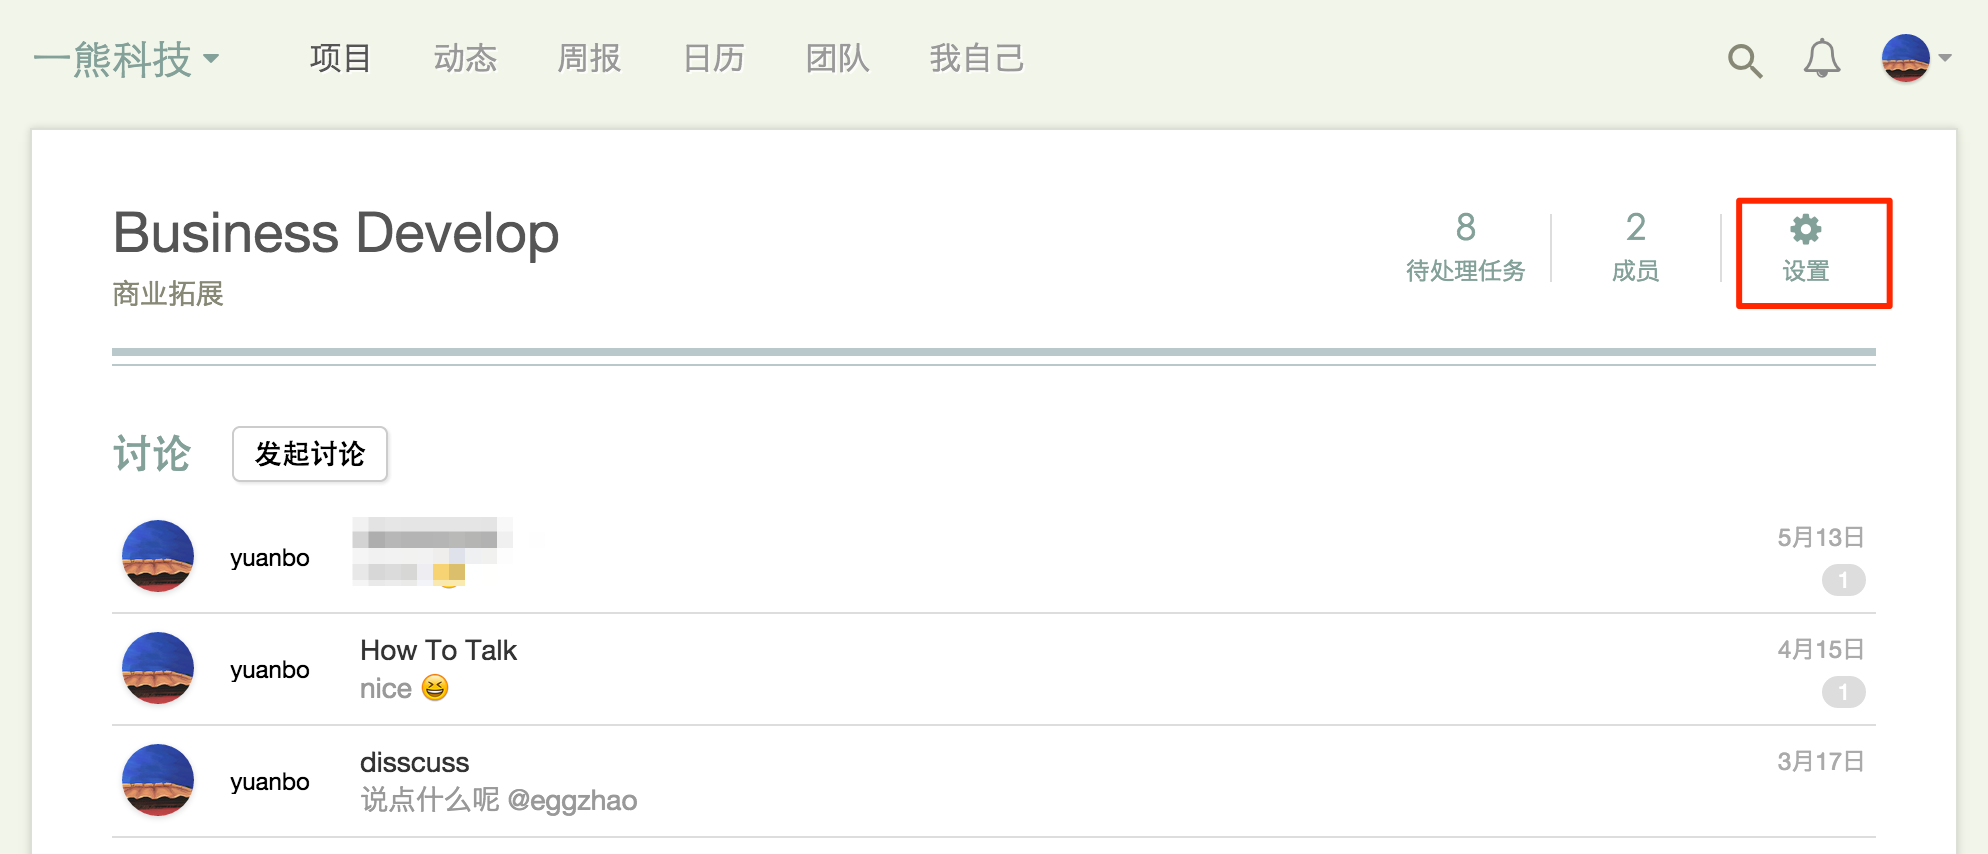 一熊科技 项目 动态 周报 日历 团队 我自己
Business Develop
商业拓展
8 2
待处理任务 成员 设置
讨论 发起讨论
yuanbo 5月13日
1
How To Talk 4月15日
yuanbo
nice 😆 1
disscuss 3月17日
yuanbo
说点什么呢 @eggzhao